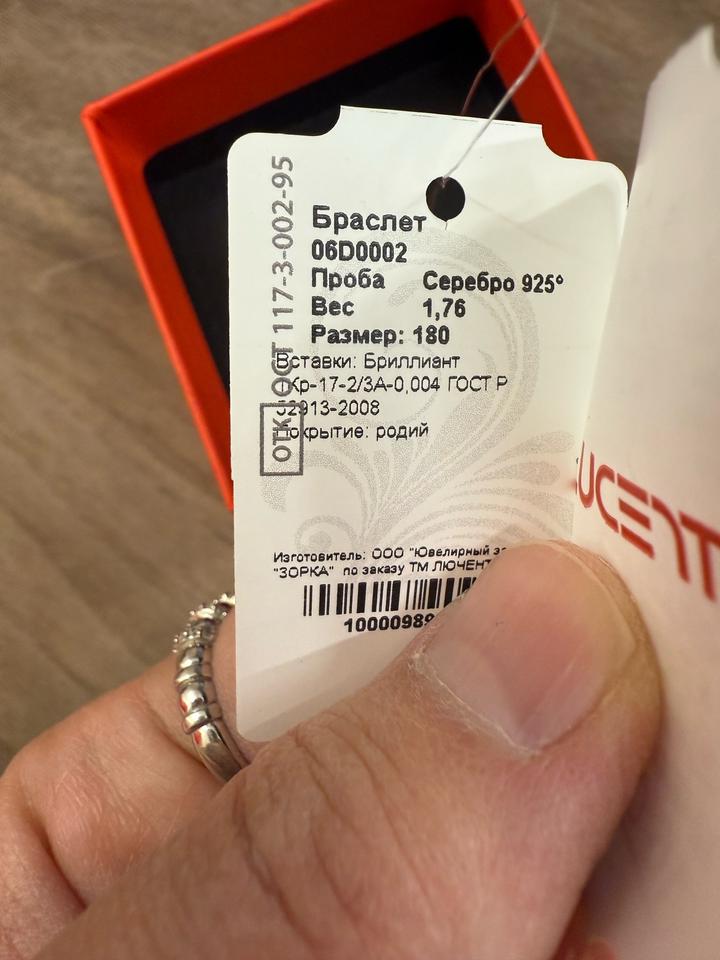 Браслет
06D0002
Проба Серебро 925°
Вес 1,76
Размер: 180
Вставки: Бриллиант
Кр-17-2/3А-0,004 ГОСТ Р
52913-2008
Покрытие: родий
Изготовитель: ООО "Ювелирный
"ЗОРКА" по заказу ТМ ЛЮЧЕНТ
ОТК ОСТ 117-3-002-95